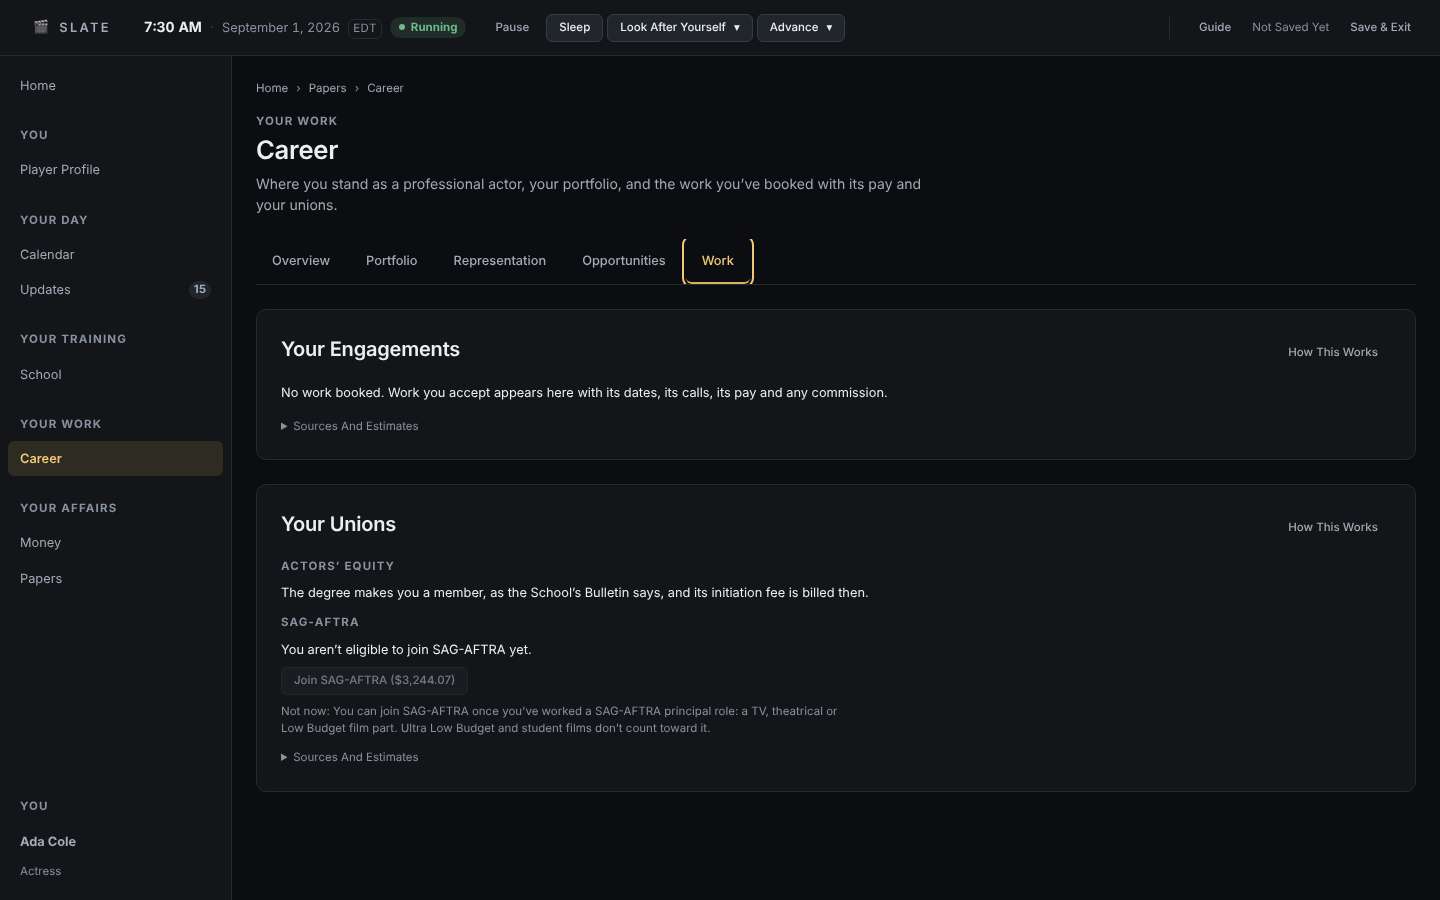 SLATE
7:30 AM · September 1, 2026 EDT Running
Pause
Sleep
Look After Yourself ▾
Advance ▾
Guide
Not Saved Yet
Save & Exit
Home
YOU
Player Profile
YOUR DAY
Calendar
Updates 15
YOUR TRAINING
School
YOUR WORK
Career
YOUR AFFAIRS
Money
Papers
YOU
Ada Cole
Actress
Home › Papers › Career
YOUR WORK
Career
Where you stand as a professional actor, your portfolio, and the work you’ve booked with its pay and
your unions.
Overview
Portfolio
Representation
Opportunities
Work
Your Engagements
How This Works
No work booked. Work you accept appears here with its dates, its calls, its pay and any commission.
▶ Sources And Estimates
Your Unions
How This Works
ACTORS’ EQUITY
The degree makes you a member, as the School’s Bulletin says, and its initiation fee is billed then.
SAG-AFTRA
You aren’t eligible to join SAG-AFTRA yet.
Join SAG-AFTRA ($3,244.07)
Not now: You can join SAG-AFTRA once you’ve worked a SAG-AFTRA principal role: a TV, theatrical or
Low Budget film part. Ultra Low Budget and student films don’t count toward it.
▶ Sources And Estimates